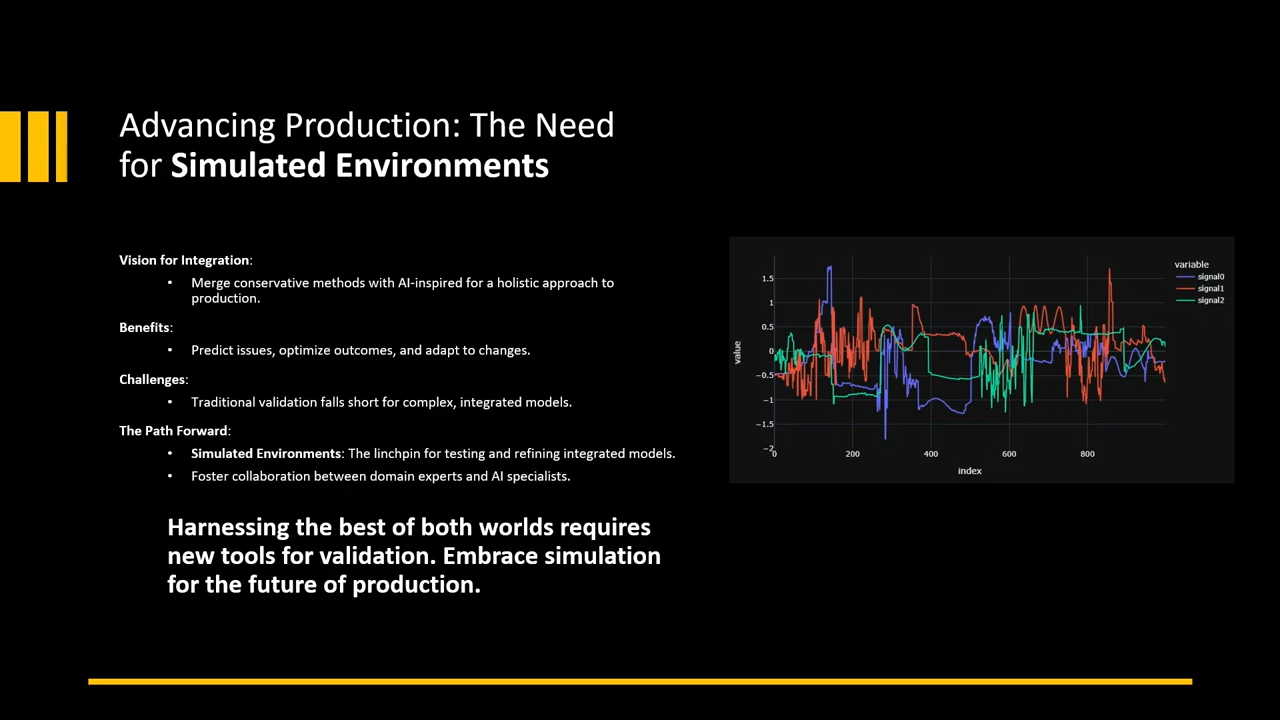 Advancing Production: The Need
for Simulated Environments
Vision for Integration:
• Merge conservative methods with AI-inspired for a holistic approach to
production.
Benefits:
• Predict issues, optimize outcomes, and adapt to changes.
Challenges:
• Traditional validation falls short for complex, integrated models.
The Path Forward:
• Simulated Environments: The linchpin for testing and refining integrated models.
• Foster collaboration between domain experts and AI specialists.
Harnessing the best of both worlds requires
new tools for validation. Embrace simulation
for the future of production.
variable
signal0
signal1
signal2
value
1.5
1
0.5
0
−0.5
−1
−1.5
−2
0 200 400 600 800
index